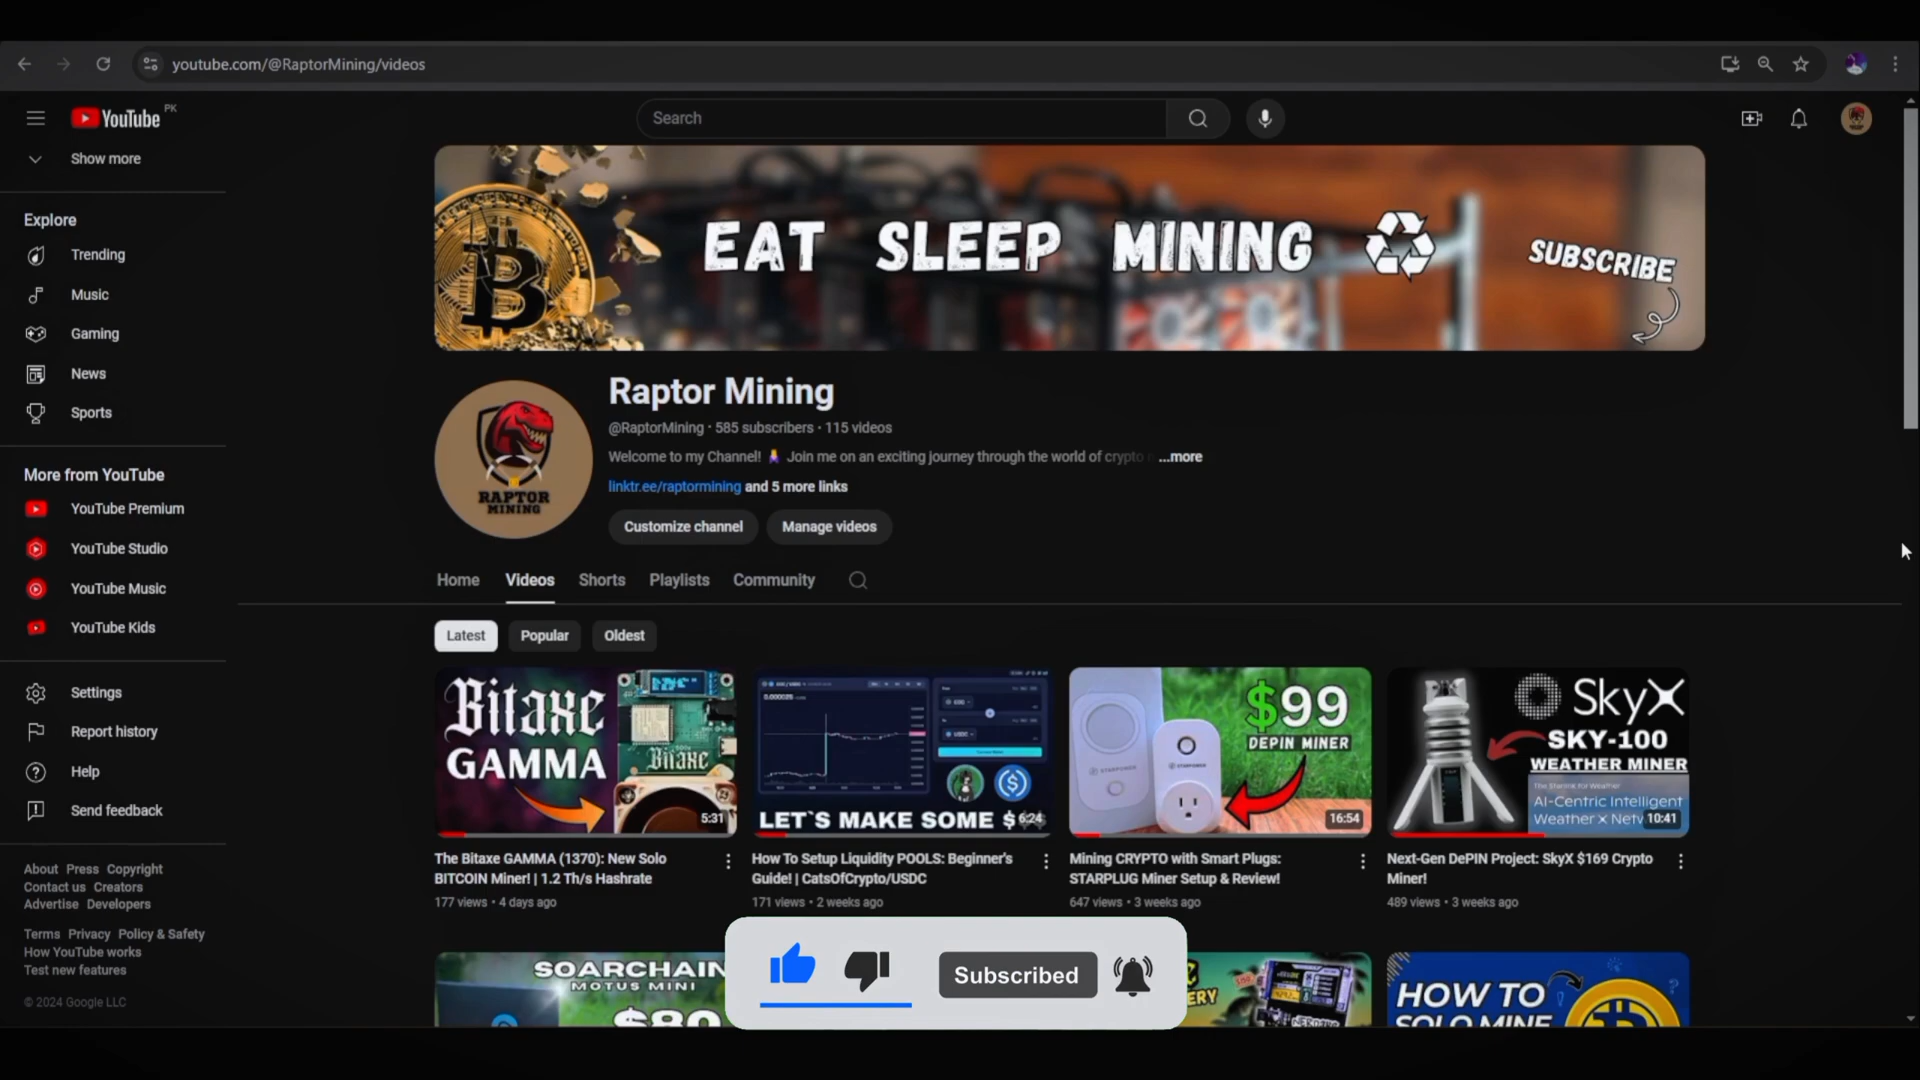 youtube.com/@RaptorMining/videos
YouTube PK
Search
Show more
Explore
Trending
Music
Gaming
News
Sports
More from YouTube
YouTube Premium
YouTube Studio
YouTube Music
YouTube Kids
Settings
Report history
Help
Send feedback
About Press Copyright
Contact us Creators
Advertise Developers
Terms Privacy Policy & Safety
How YouTube works
Test new features
© 2024 Google LLC
EAT SLEEP MINING
SUBSCRIBE
RAPTOR
MINING
Raptor Mining
@RaptorMining · 585 subscribers · 115 videos
Welcome to my Channel! Join me on an exciting journey through the world of crypto ...more
linktr.ee/raptormining and 5 more links
Customize channel
Manage videos
Home Videos Shorts Playlists Community
Latest Popular Oldest
Bitaxe
GAMMA
Bitaxe
5:31
The Bitaxe GAMMA (1370): New Solo
BITCOIN Miner! | 1.2 Th/s Hashrate
177 views • 4 days ago
LET`S MAKE SOME $
6:24
How To Setup Liquidity POOLS: Beginner's
Guide! | CatsOfCrypto/USDC
171 views • 2 weeks ago
$99
DEPIN MINER
STARPOWER
STARPOWER
16:54
Mining CRYPTO with Smart Plugs:
STARPLUG Miner Setup & Review!
647 views • 3 weeks ago
SkyX
SKY-100
WEATHER MINER
The Starlink for Weather
AI-Centric Intelligent
Weather X Netw
10:41
Next-Gen DePIN Project: SkyX $169 Crypto
Miner!
489 views • 3 weeks ago
SOARCHAIN
MOTUS MINI
$80
Subscribed
HOW TO
SOLO MINE